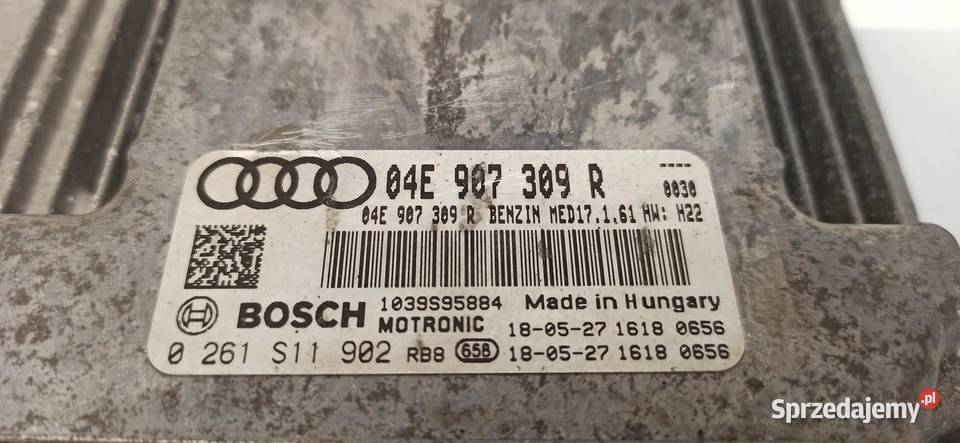 04E 907 309 R ---- 0030
04E 907 309 R BENZIN MED17.1.61 HW: H22
BOSCH 1039S95884 Made in Hungary
MOTRONIC 18-05-27 1618 0656
0 261 S11 902 RB8 658 18-05-27 1618 0656
Sprzedajemy.pl